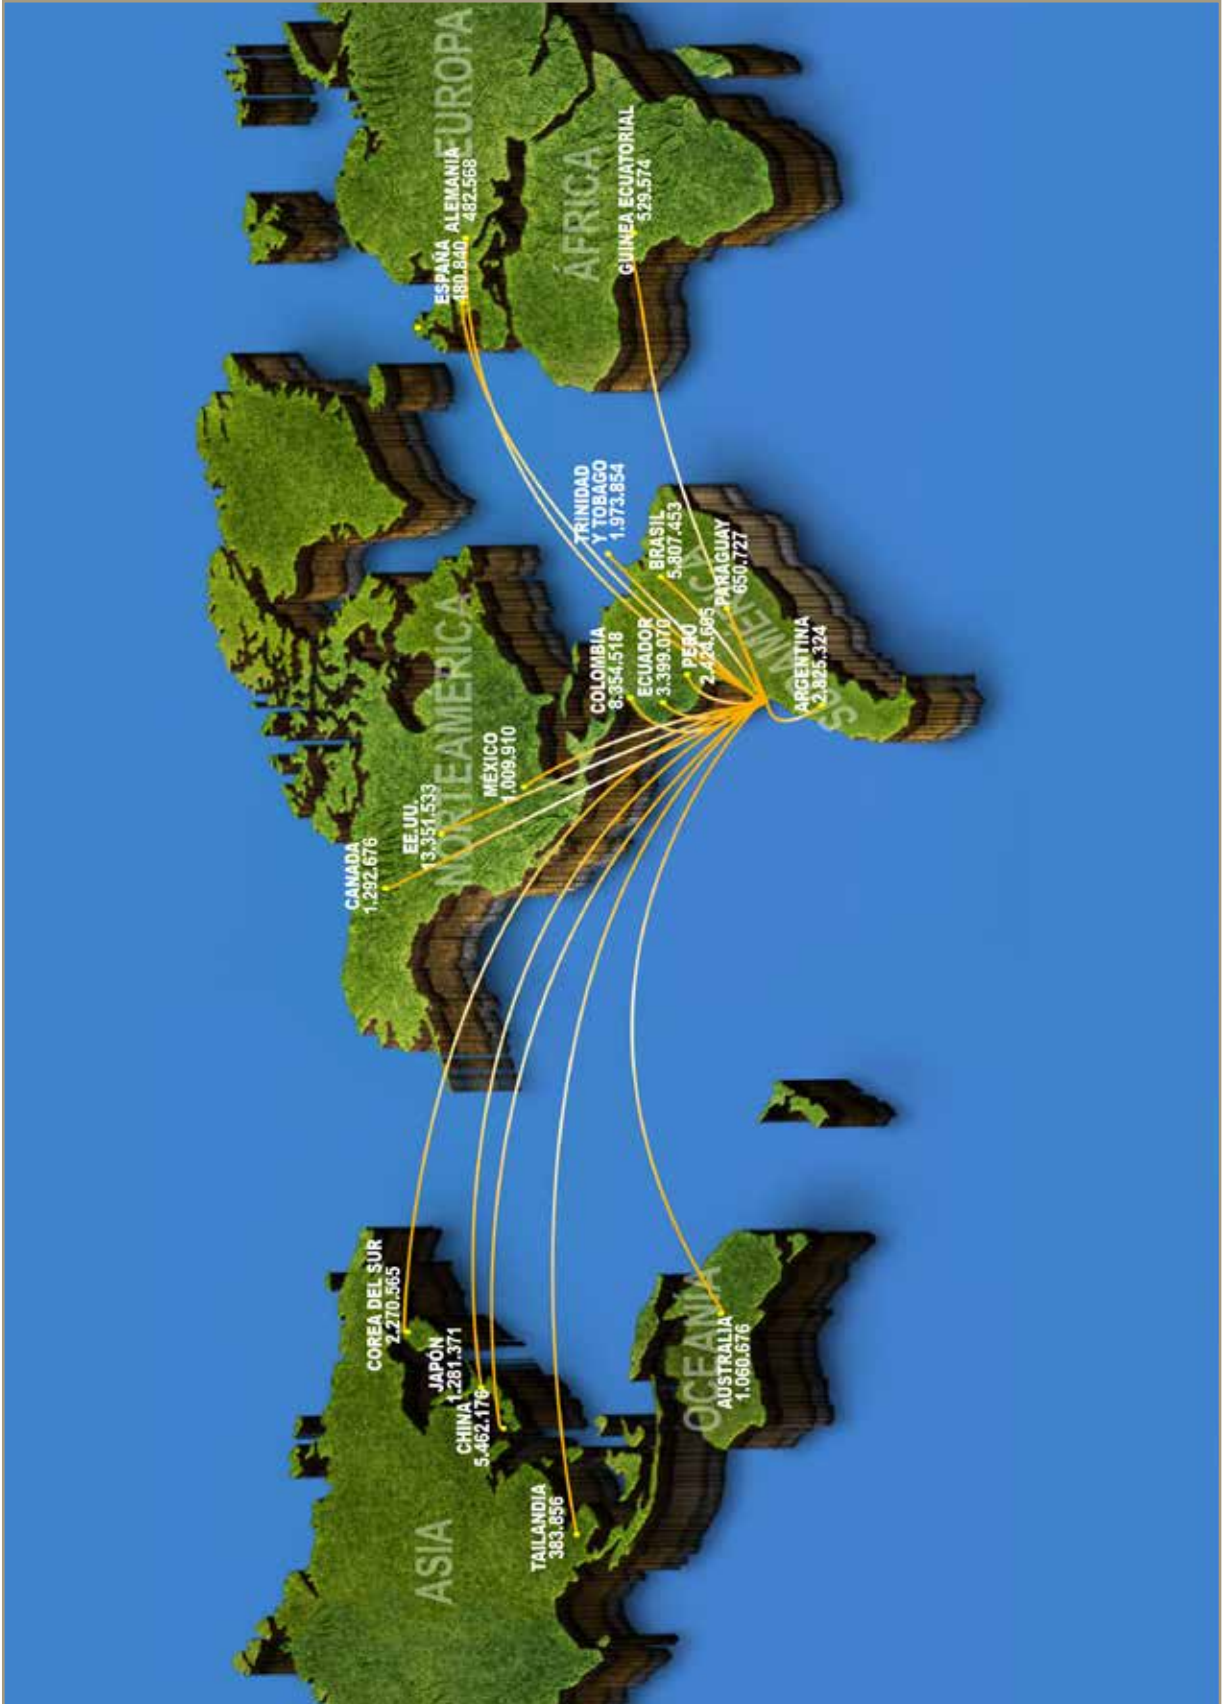 ASIA
COREA DEL SUR
2.270.565
JAPÓN
1.281.371
CHINA
5.462.176
TAILANDIA
383.856
OCEANÍA
AUSTRALIA
1.060.676
NORTEAMERICA
CANADA
1.292.676
EE.UU.
13.351.533
MÉXICO
1.009.910
COLOMBIA
8.354.518
ECUADOR
3.399.070
PERÚ
TRINIDAD
Y TOBAGO
1.973.854
BRASIL
5.807.453
PARAGUAY
650.727
ARGENTINA
2.825.324
EUROPA
ESPAÑA
480.840
ALEMANIA
482.568
ÁFRICA
GUINEA ECUATORIAL
529.574